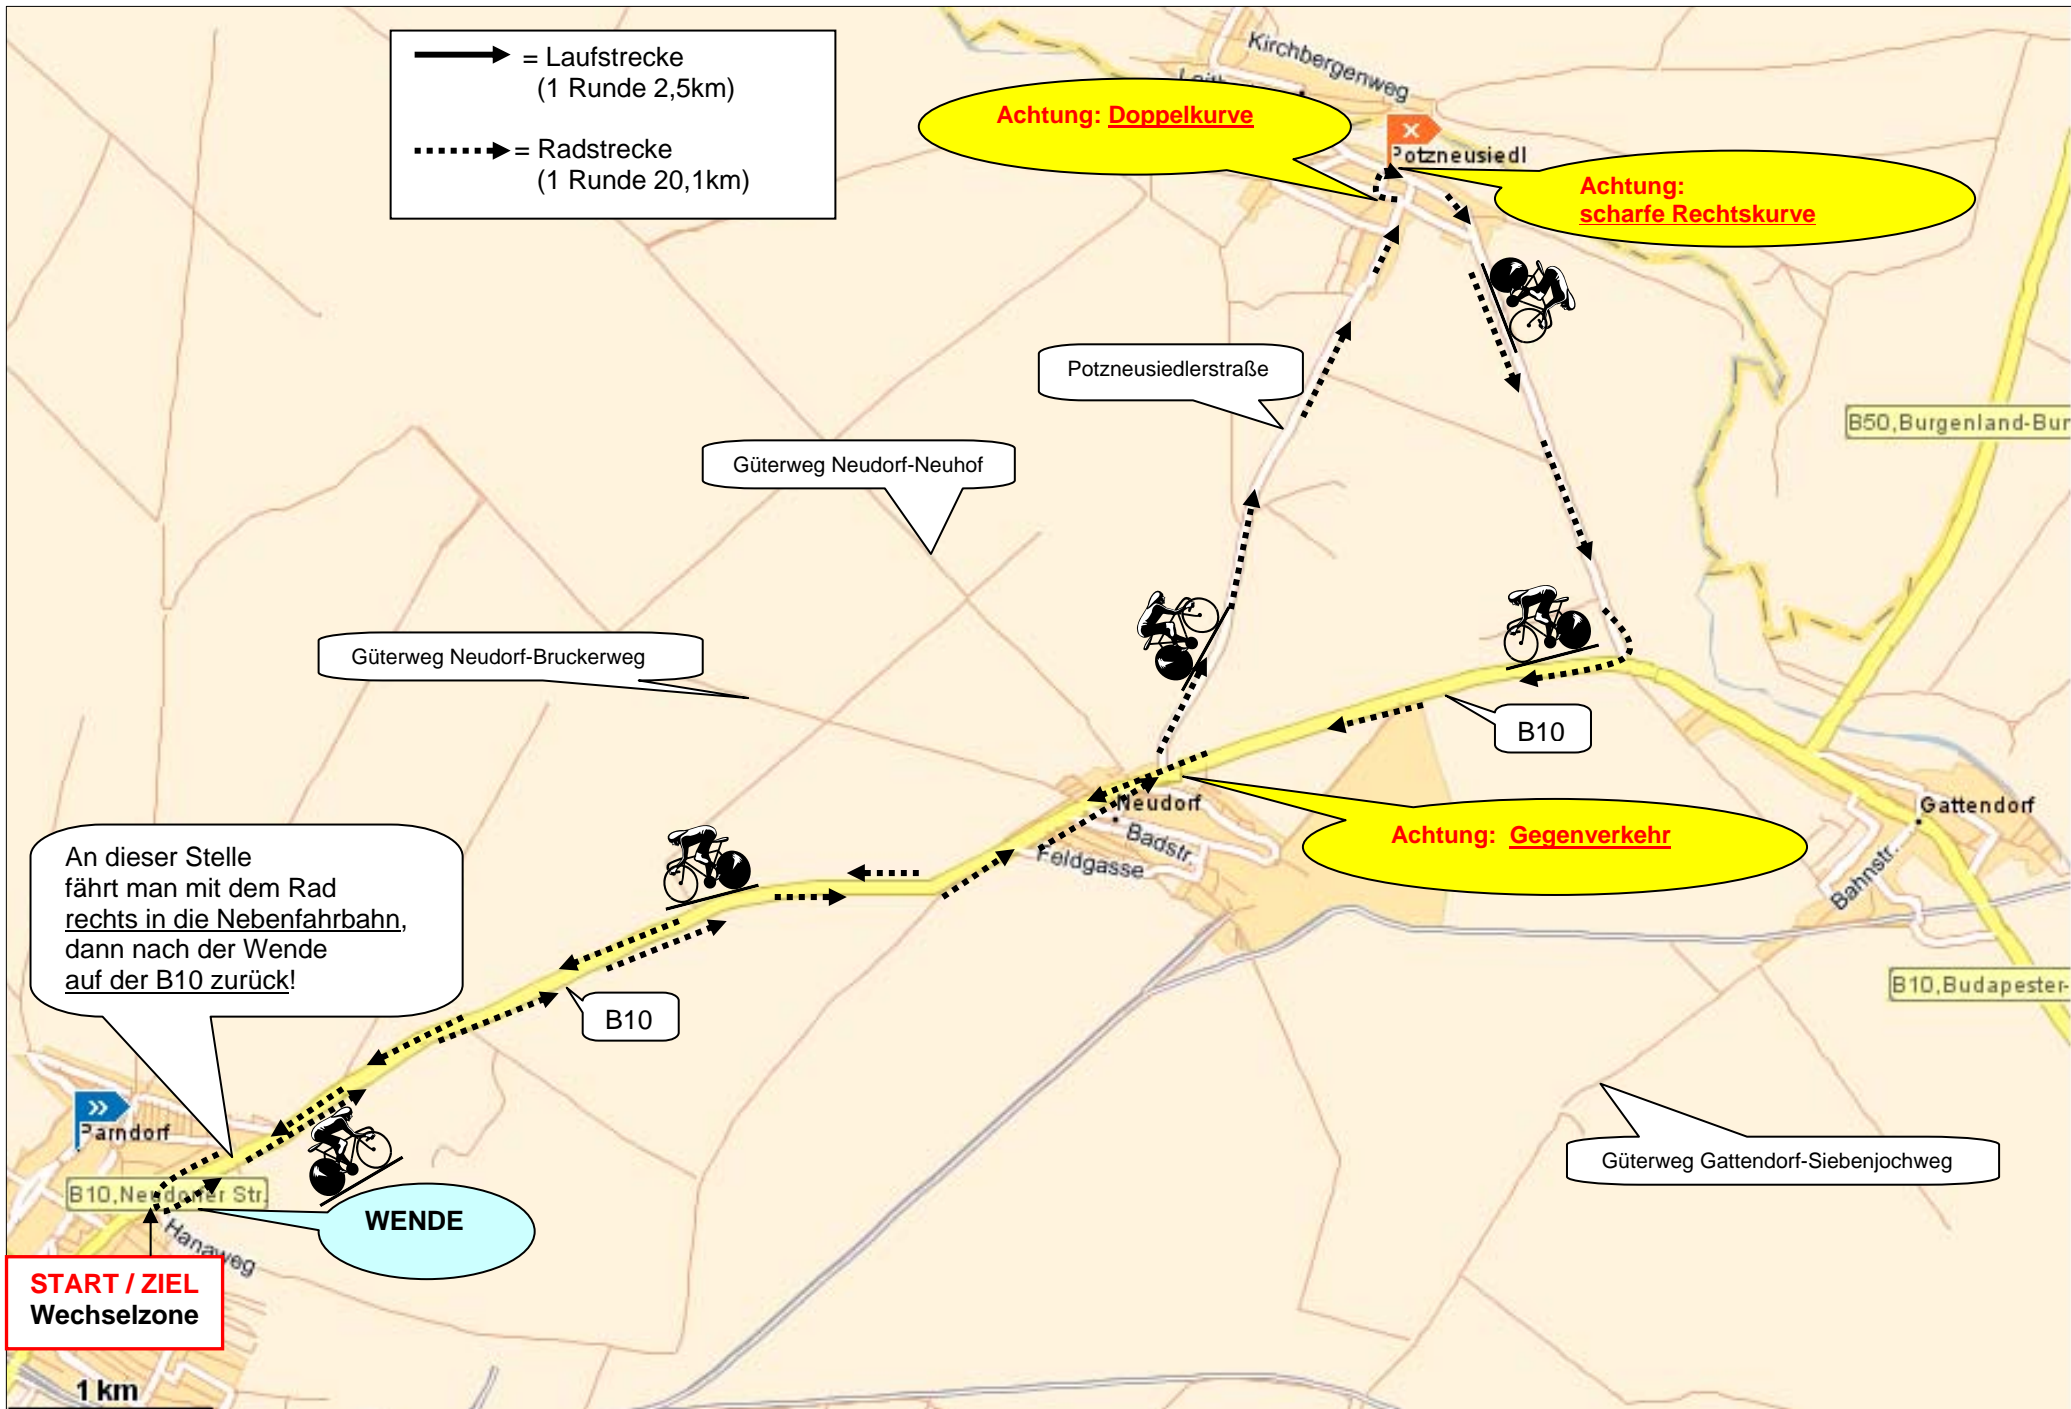 = Laufstrecke
(1 Runde 2,5km)
= Radstrecke
(1 Runde 20,1km)
Kirchbergenweg
Achtung: Doppelkurve
Potzneusiedl
Achtung:
scharfe Rechtskurve
Potzneusiedlerstraße
B50,Burgenland-Bur
Güterweg Neudorf-Neuhof
Güterweg Neudorf-Bruckerweg
B10
Neudorf
Badstr.
Feldgasse
Achtung: Gegenverkehr
Gattendorf
Bahnstr.
An dieser Stelle
fährt man mit dem Rad
rechts in die Nebenfahrbahn,
dann nach der Wende
auf der B10 zurück!
B10,Budapester-
B10
Parndorf
Güterweg Gattendorf-Siebenjochweg
B10,Neudorfer Str.
WENDE
Hanaweg
START / ZIEL
Wechselzone
1 km